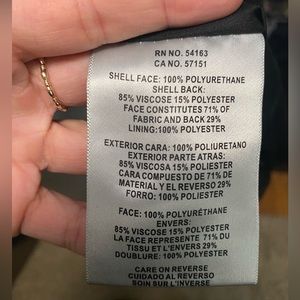 RN NO. 54163
CA NO. 57151
SHELL FACE: 100% POLYURETHANE
SHELL BACK:
85% VISCOSE 15% POLYESTER
FACE CONSTITUTES 71% OF
FABRIC AND BACK 29%
LINING:100% POLYESTER
EXTERIOR CARA: 100% POLIURETANO
EXTERIOR PARTE ATRAS:
85% VISCOSA 15% POLIESTER
CARA COMPUESTO DE 71% DE
MATERIAL Y EL REVERSO 29%
FORRO: 100% POLIESTER
FACE: 100% POLYURÉTHANE
ENVERS:
85% VISCOSE 15% POLYESTER
LA FACE REPRESENTE 71% DU
TISSU ET L'ENVERS 29%
DOUBLURE: 100% POLYESTER
CARE ON REVERSE
CUIDADO AL REVERSO
SOIN SUR L'INVERSE